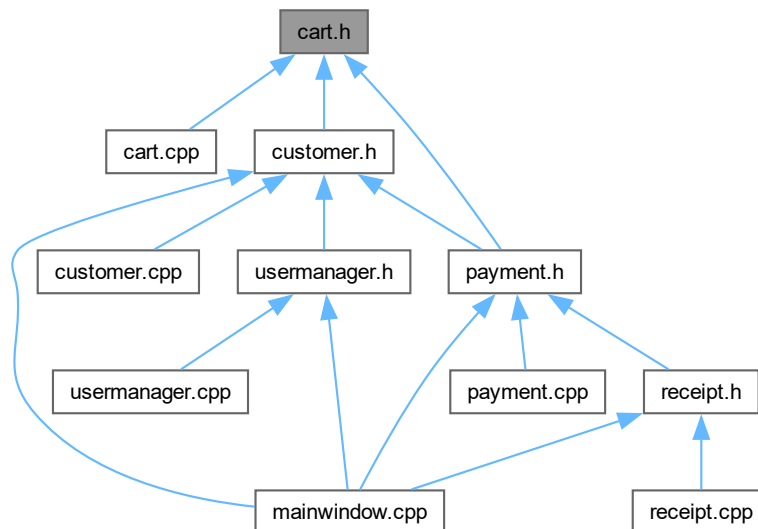 cart.h
cart.cpp
customer.h
customer.cpp
usermanager.h
payment.h
usermanager.cpp
payment.cpp
receipt.h
mainwindow.cpp
receipt.cpp